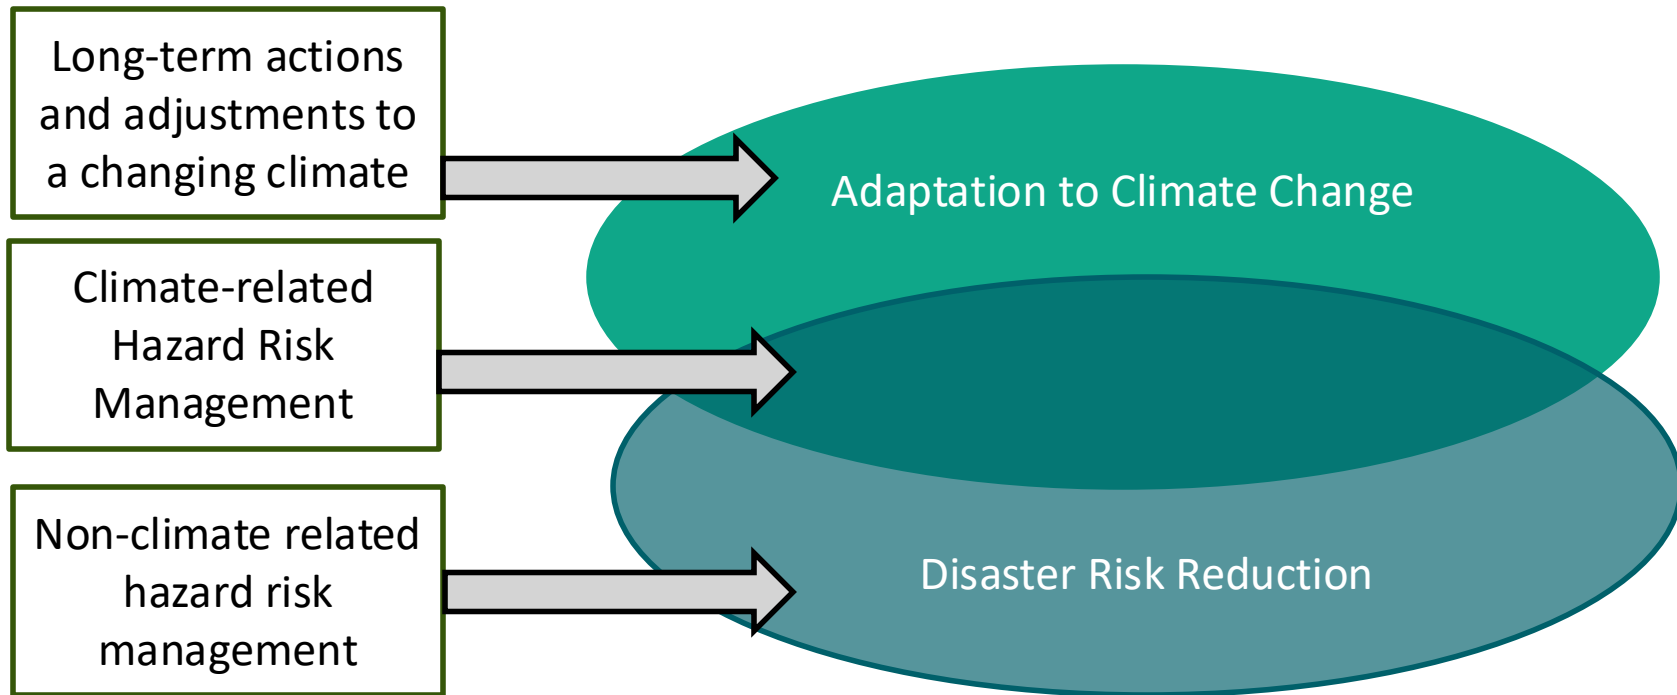 Long-term actions
and adjustments to
a changing climate
Adaptation to Climate Change
Climate-related
Hazard Risk
Management
Non-climate related
hazard risk
management
Disaster Risk Reduction